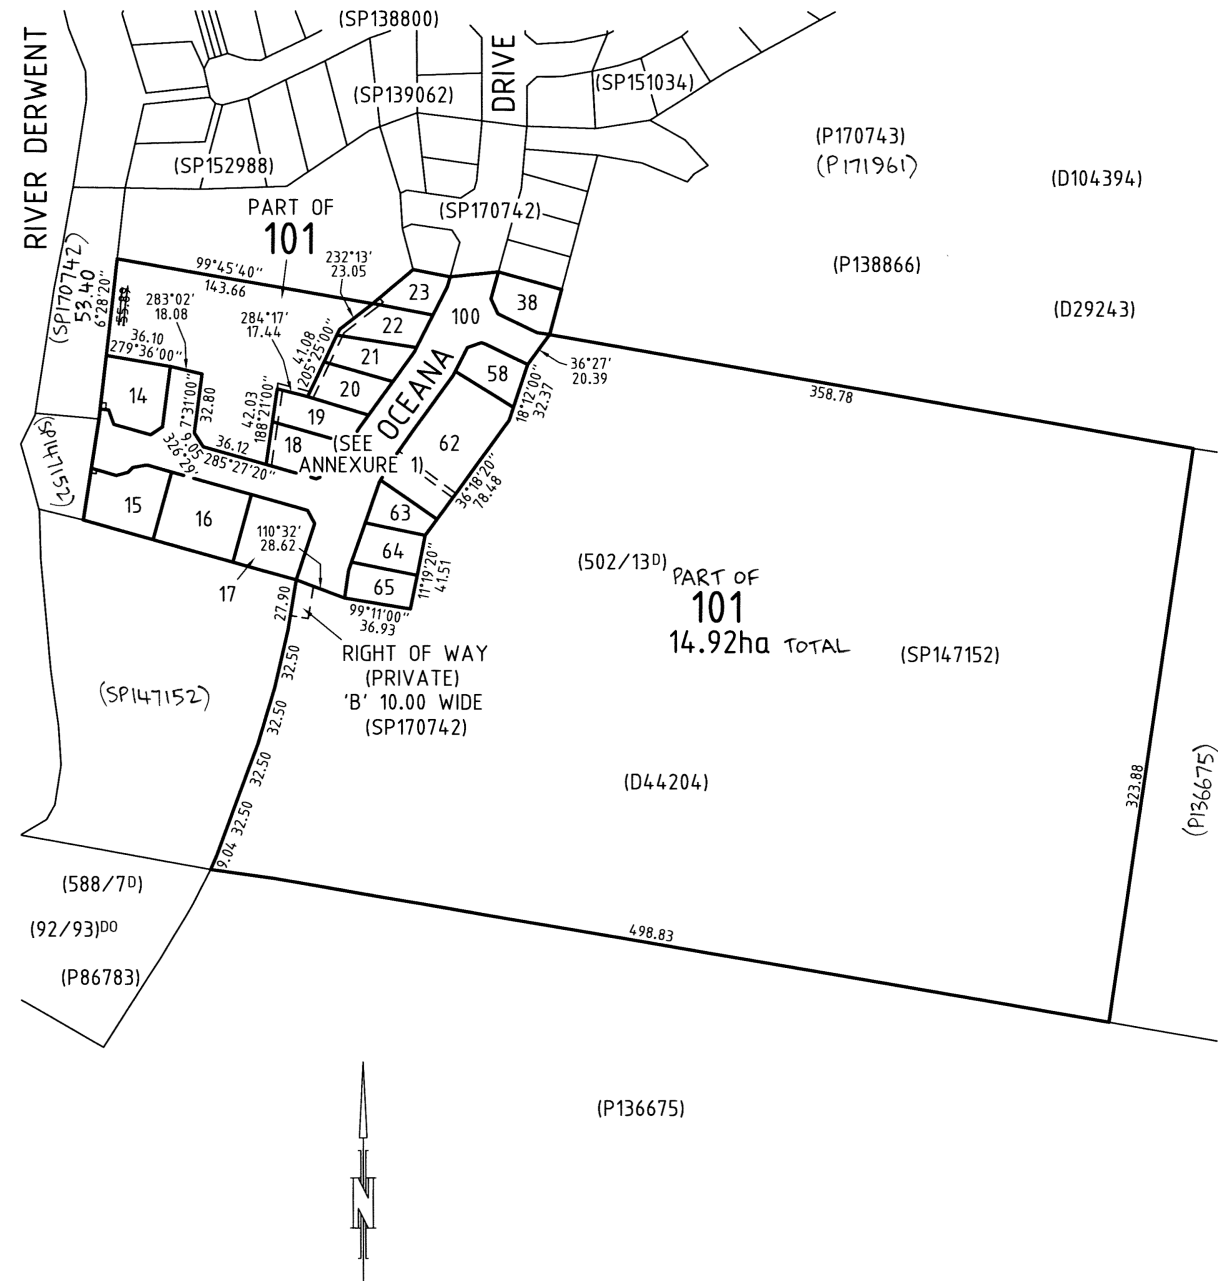 RIVER DERWENT
(SP138800)
DRIVE
(SP139062)
(SP151034)
(SP152988)
(P170743)
(P171961)
(D104394)
PART OF
101
(SP170742)
(SP170742)
53.40
6°28'20"
55.89
99°45'40"
143.66
232°13'
23.05
(P138866)
(D29243)
283°02'
18.08
284°17'
17.44
23
100
38
22
36.10
279°36'00"
41.08
205°25'00"
21
36°27'
20.39
58
14
7°31'00"
32.80
42.03
188°21'00"
20
19
OCEANA
18°12'00"
32.37
358.78
18
(SEE
ANNEXURE 1)
62
36.12
285°27'20"
9.05
326°29'
(SP147152)
36°18'20"
78.48
15
16
63
110°32'
28.62
64
17
65
11°19'20"
41.51
99°11'00"
36.93
27.90
(502/13D)
PART OF
101
14.92ha TOTAL
(SP147152)
RIGHT OF WAY
(PRIVATE)
'B' 10.00 WIDE
(SP170742)
32.50
(SP147152)
32.50
32.50
32.50
9.04
(D44204)
323.88
(P136675)
(588/7D)
(92/93)DO
(P86783)
498.83
(P136675)
N